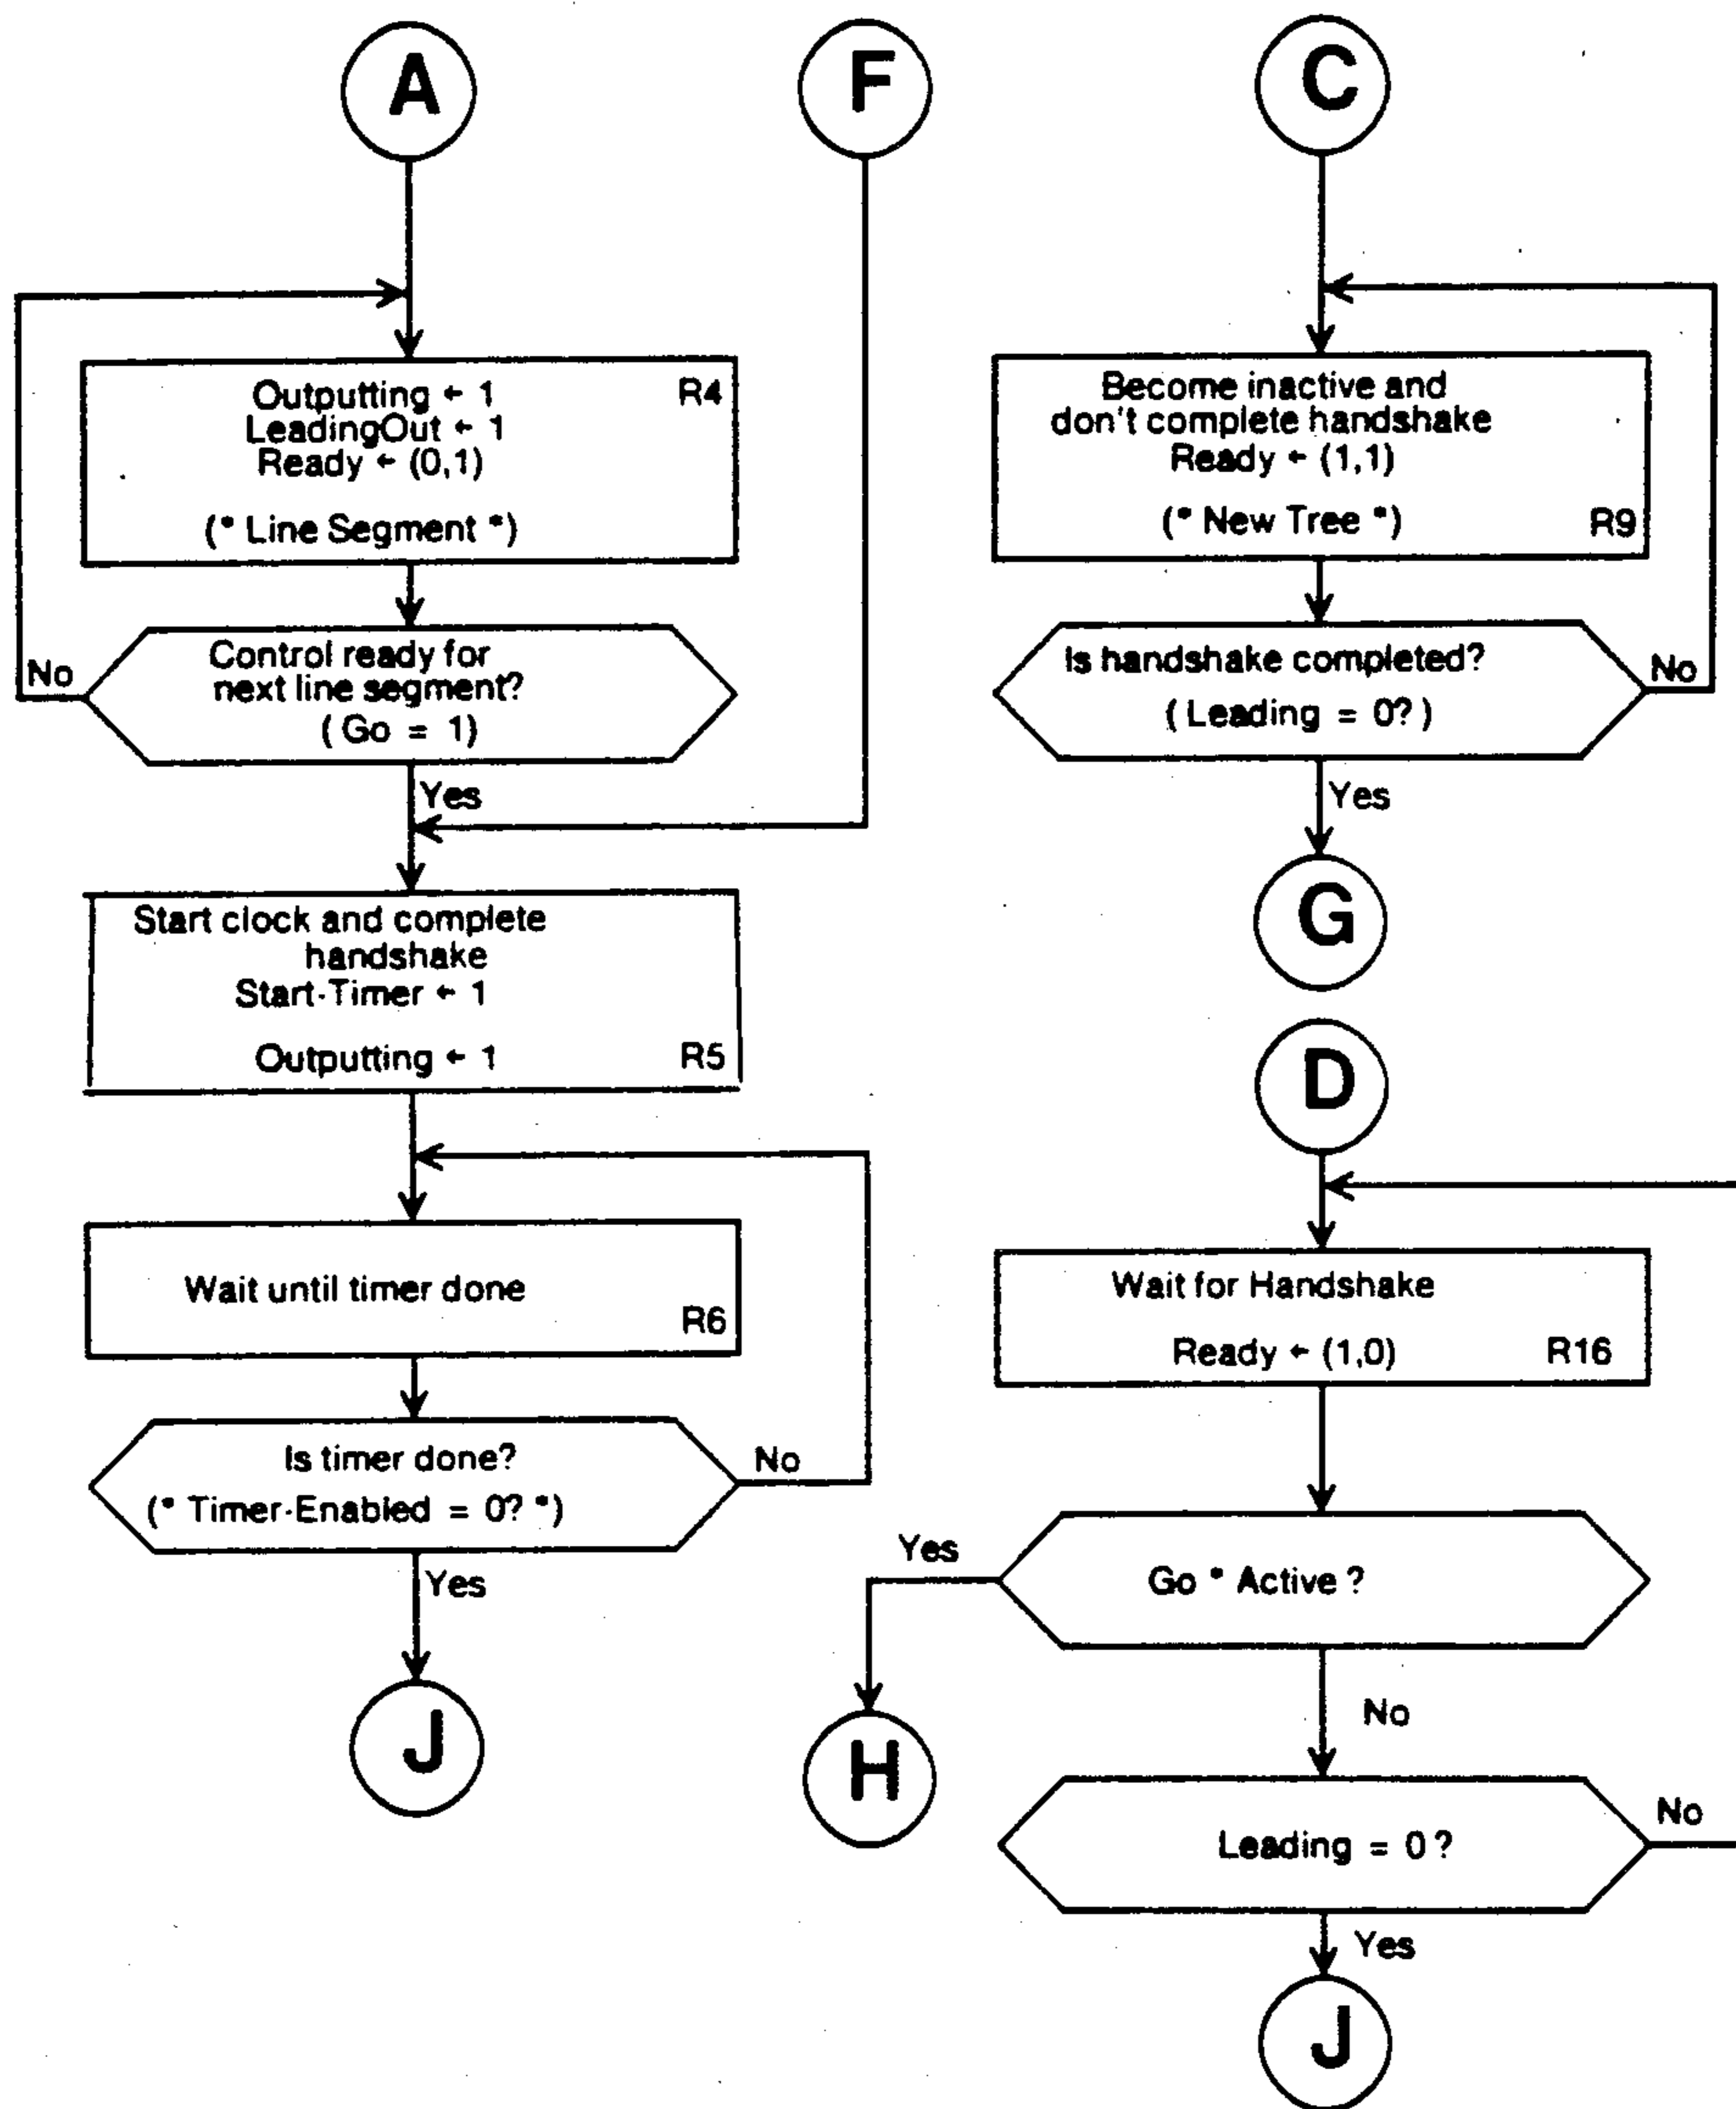 A
F
Outputting ← 1
R4
LeadingOut ← 1
Ready ← (0,1)
(* Line Segment *)
Control ready for
next line segment?
( Go = 1)
No
Yes
Start clock and complete
handshake
Start-Timer ← 1
Outputting ← 1
R5
Wait until timer done
R6
Is timer done?
(* Timer-Enabled = 0? *)
No
Yes
J
C
Become inactive and
don't complete handshake
Ready ← (1,1)
(* New Tree *)
R9
Is handshake completed?
( Leading = 0? )
No
Yes
G
D
Wait for Handshake
Ready ← (1,0)
R16
Go * Active ?
Yes
H
No
Leading = 0 ?
No
Yes
J